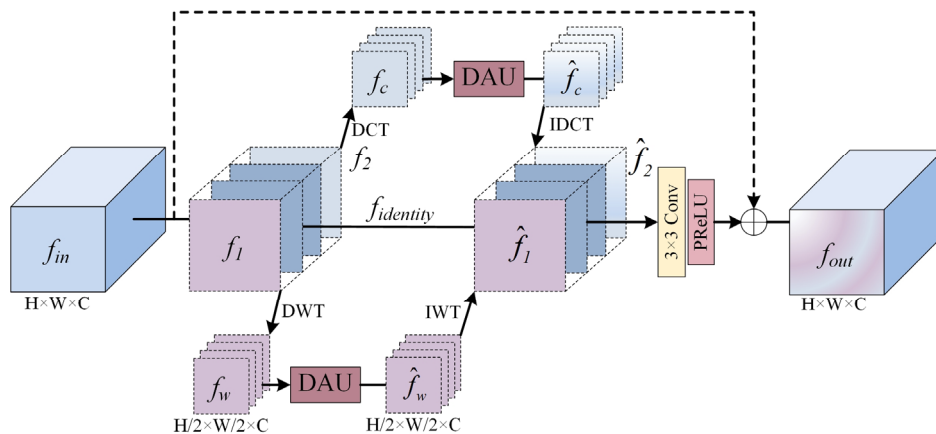 f_c
DAU
f̂_c
DCT
IDCT
f_2
f̂_2
f_in
f_1
f_identity
f̂_1
3×3 Conv
PReLU
f_out
H×W×C
H×W×C
DWT
IWT
f_w
DAU
f̂_w
H/2×W/2×C
H/2×W/2×C